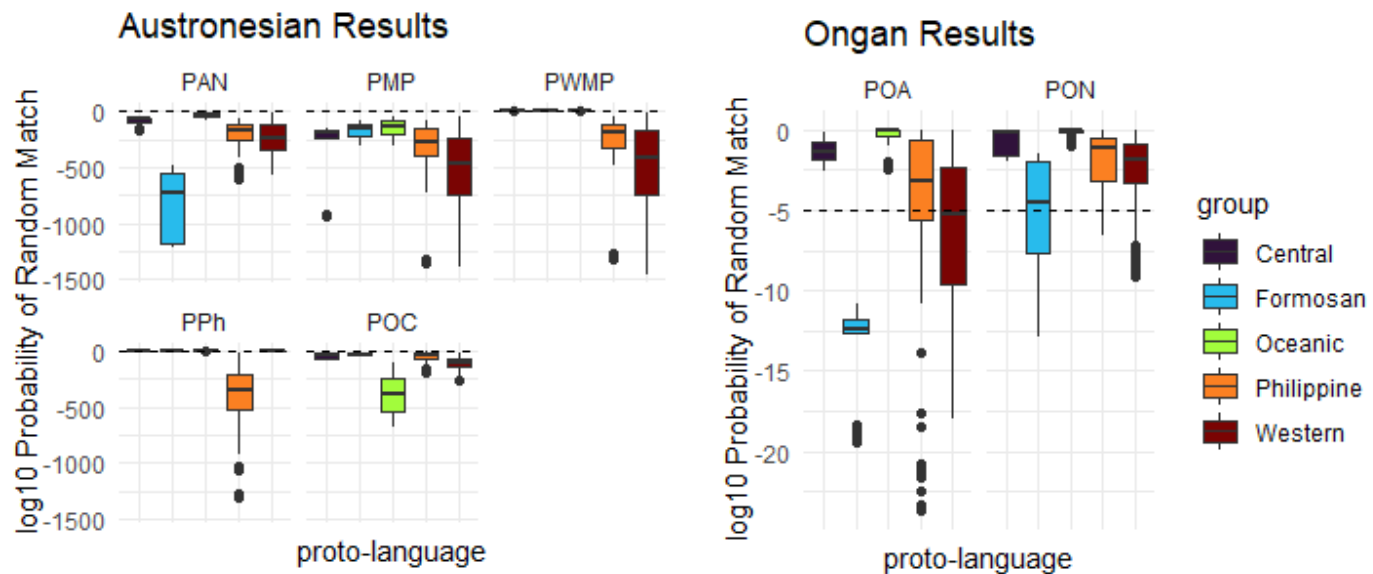 Austronesian Results
PAN PMP PWMP
0
-500
-1000
-1500
PPh POC
0
-500
-1000
-1500
log10 Probability of Random Match
proto-language
Ongan Results
POA PON
0
-5
-10
-15
-20
log10 Probability of Random Match
proto-language
group
Central
Formosan
Oceanic
Philippine
Western